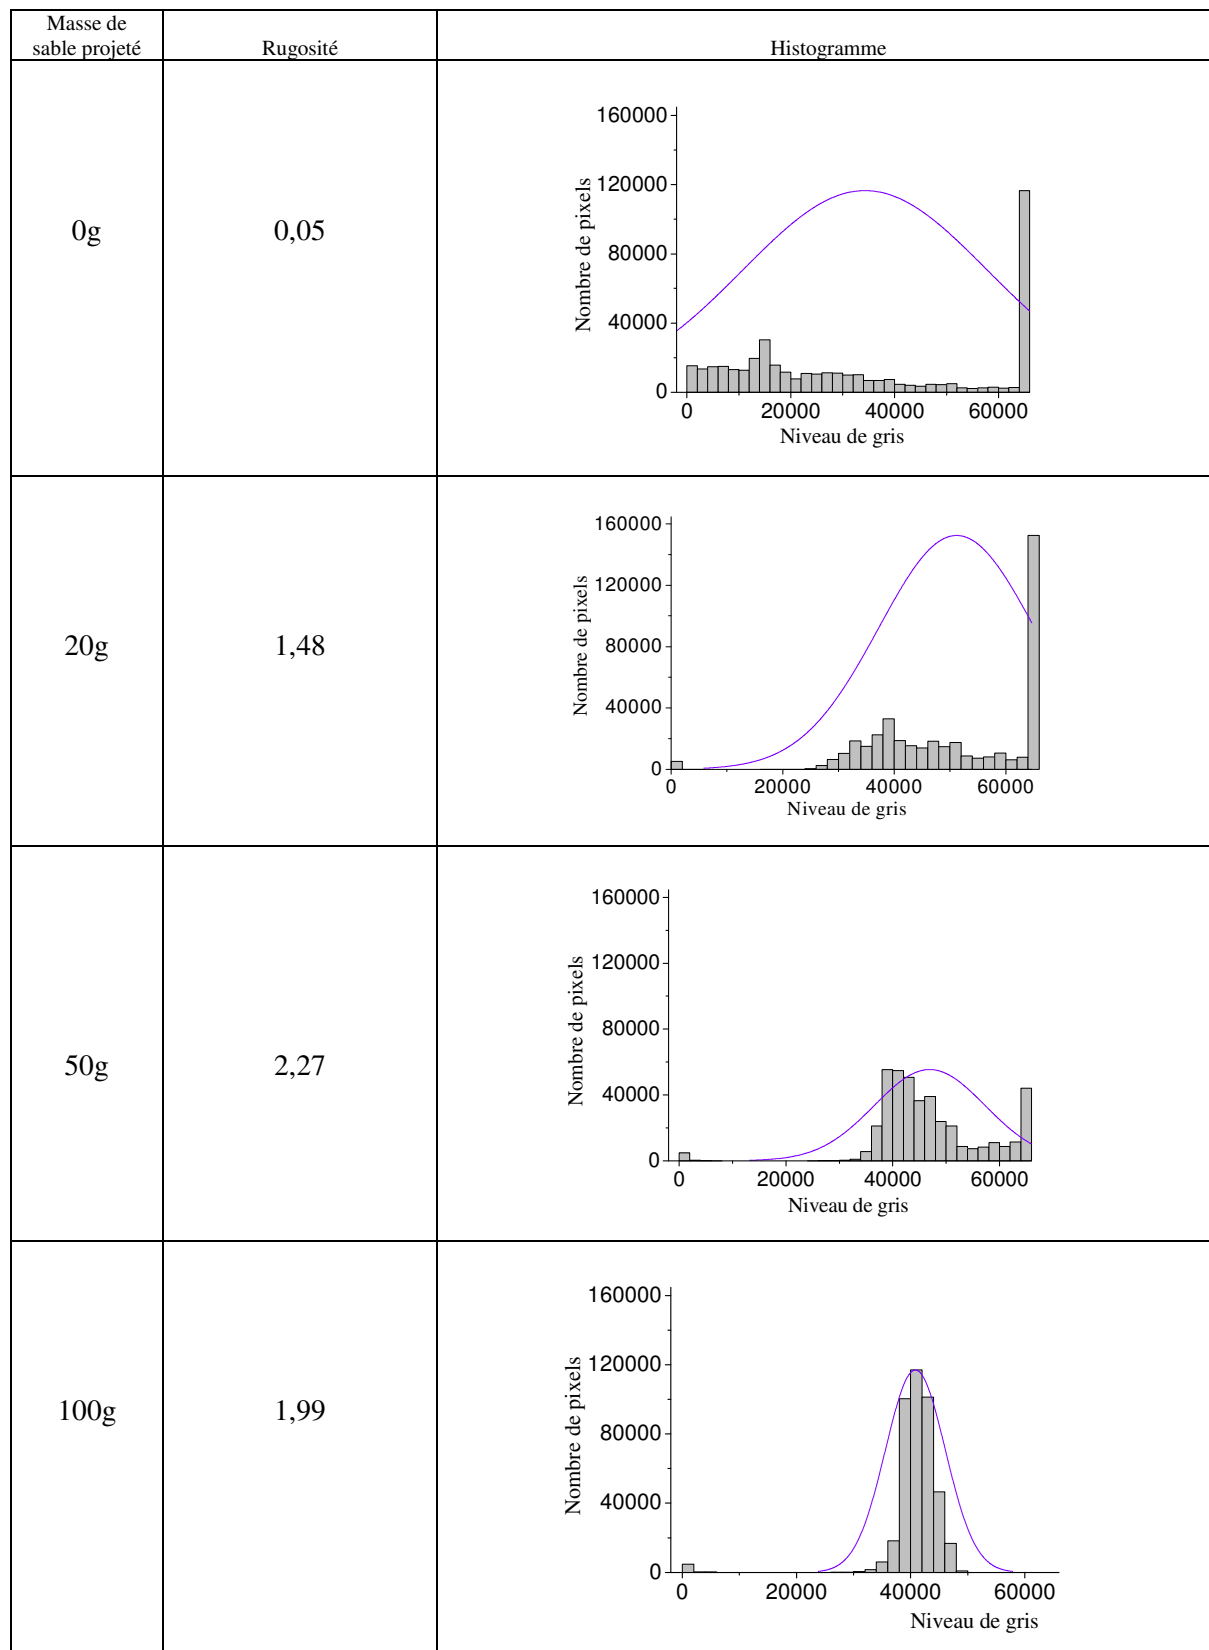 Masse de
sable projeté
Rugosité
Histogramme
0g
0,05
160000
120000
80000
40000
0
Nombre de pixels
0 20000 40000 60000
Niveau de gris
20g
1,48
160000
120000
80000
40000
0
Nombre de pixels
0 20000 40000 60000
Niveau de gris
50g
2,27
160000
120000
80000
40000
0
Nombre de pixels
0 20000 40000 60000
Niveau de gris
100g
1,99
160000
120000
80000
40000
0
Nombre de pixels
0 20000 40000 60000
Niveau de gris